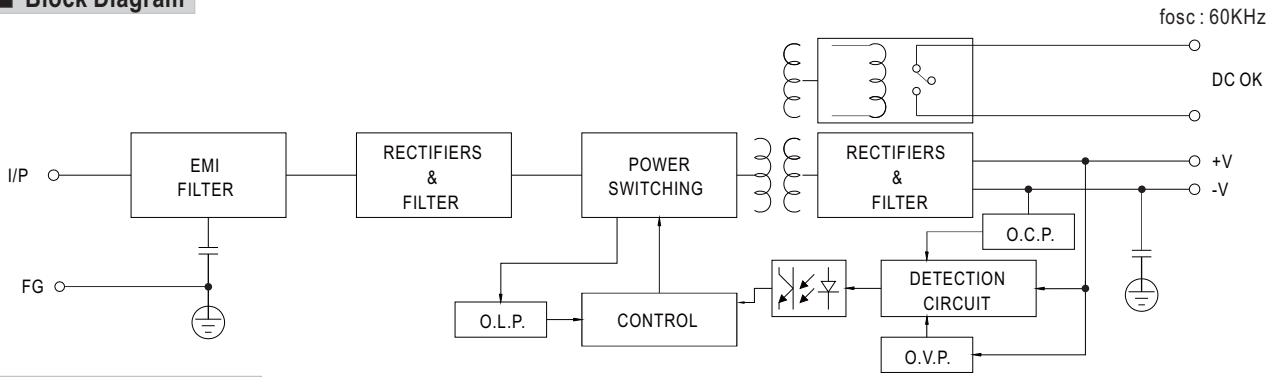 Block Diagram
fosc : 60KHz
DC OK
I/P
EMI
FILTER
RECTIFIERS
&
FILTER
POWER
SWITCHING
RECTIFIERS
&
FILTER
+V
-V
O.C.P.
FG
O.L.P.
CONTROL
DETECTION
CIRCUIT
O.V.P.